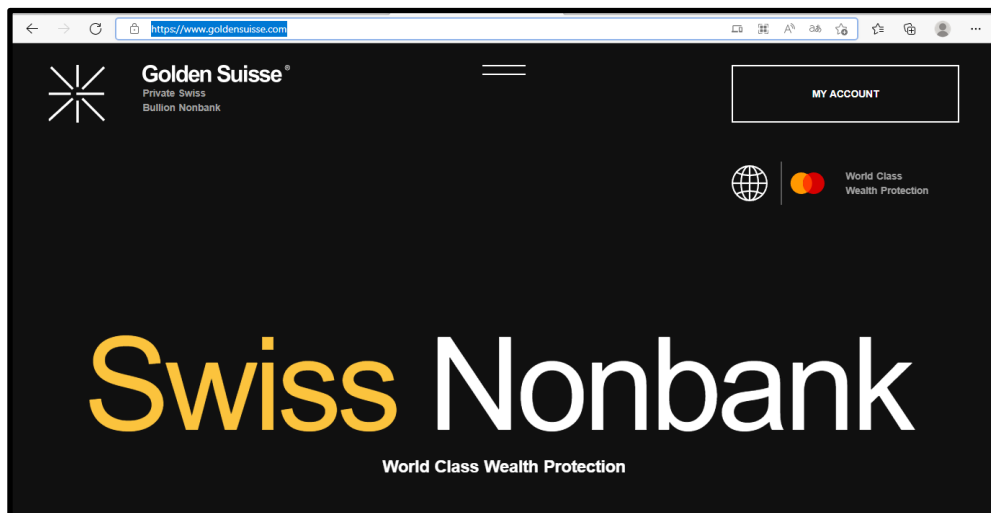 https://www.goldensuisse.com
Golden Suisse®
Private Swiss
Bullion Nonbank
MY ACCOUNT
World Class
Wealth Protection
Swiss Nonbank
World Class Wealth Protection